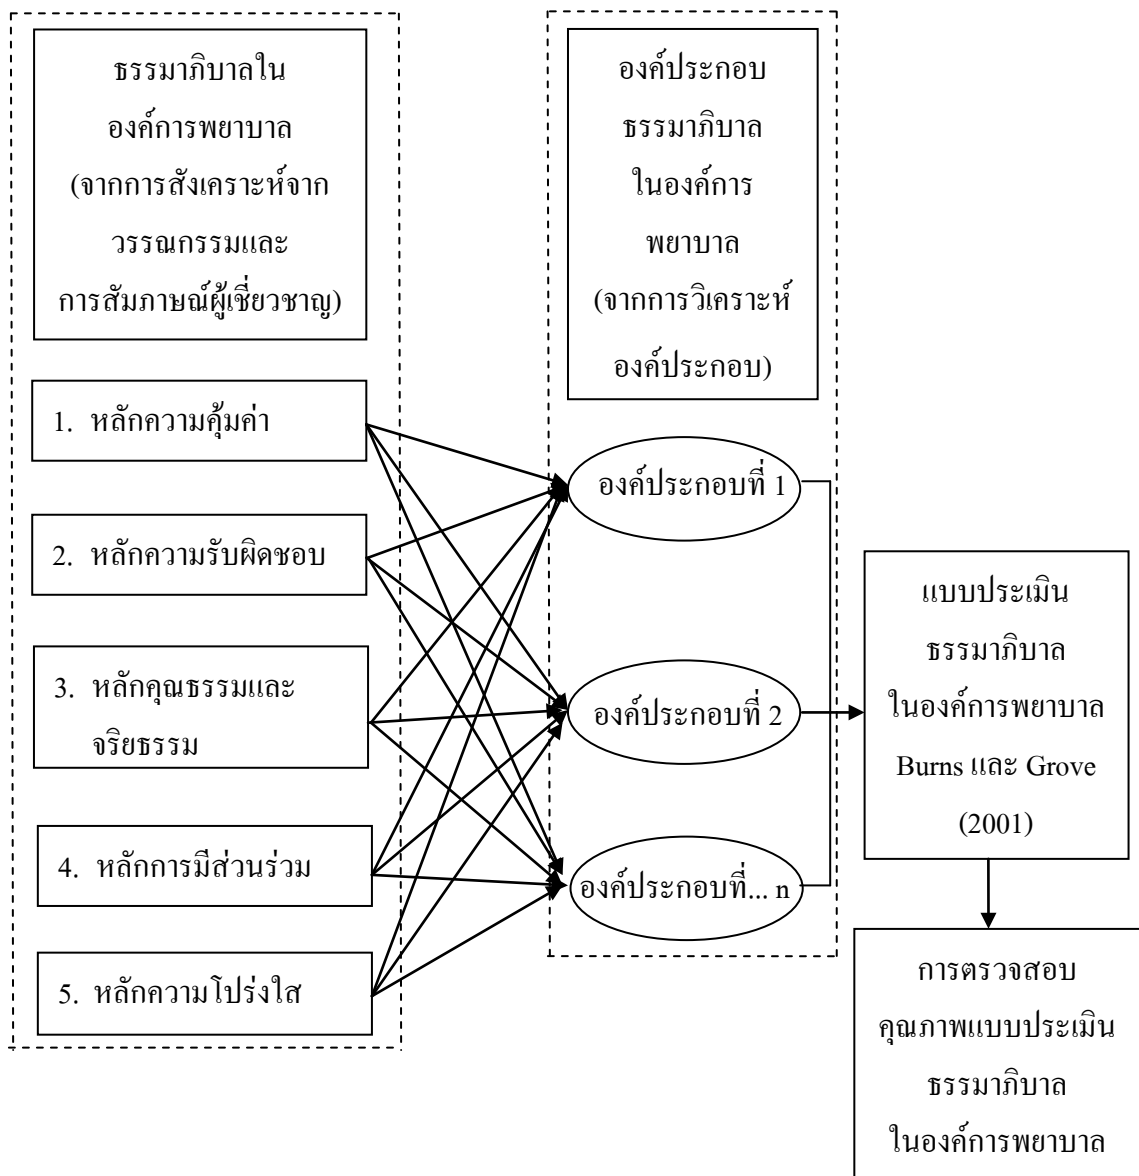 ธรรมาภิบาลใน
องค์การพยาบาล
(จากการสังเคราะห์จาก
วรรณกรรมและ
การสัมภาษณ์ผู้เชี่ยวชาญ)
1. หลักความคุ้มค่า
2. หลักความรับผิดชอบ
3. หลักคุณธรรมและ
จริยธรรม
4. หลักการมีส่วนร่วม
5. หลักความโปร่งใส
องค์ประกอบ
ธรรมาภิบาล
ในองค์การ
พยาบาล
(จากการวิเคราะห์
องค์ประกอบ)
องค์ประกอบที่ 1
องค์ประกอบที่ 2
องค์ประกอบที่... n
แบบประเมิน
ธรรมาภิบาล
ในองค์การพยาบาล
Burns และ Grove
(2001)
การตรวจสอบ
คุณภาพแบบประเมิน
ธรรมาภิบาล
ในองค์การพยาบาล